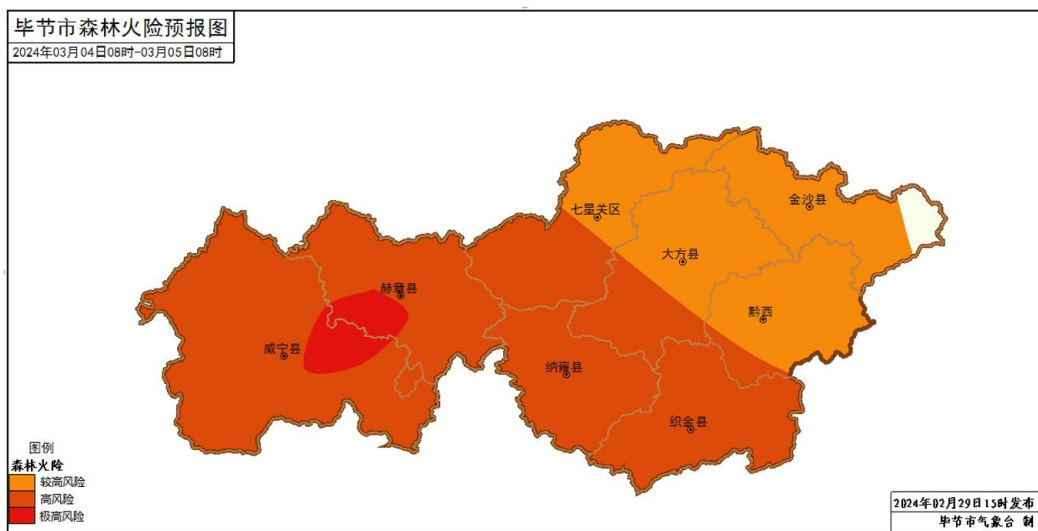 毕节市森林火险预报图
2024年03月04日08时-03月05日08时
七星关区
金沙县
大方县
赫章县
黔西
威宁县
纳雍县
织金县
图例
森林火险
较高风险
高风险
极高风险
2024年02月29日15时发布
毕节市气象台 制